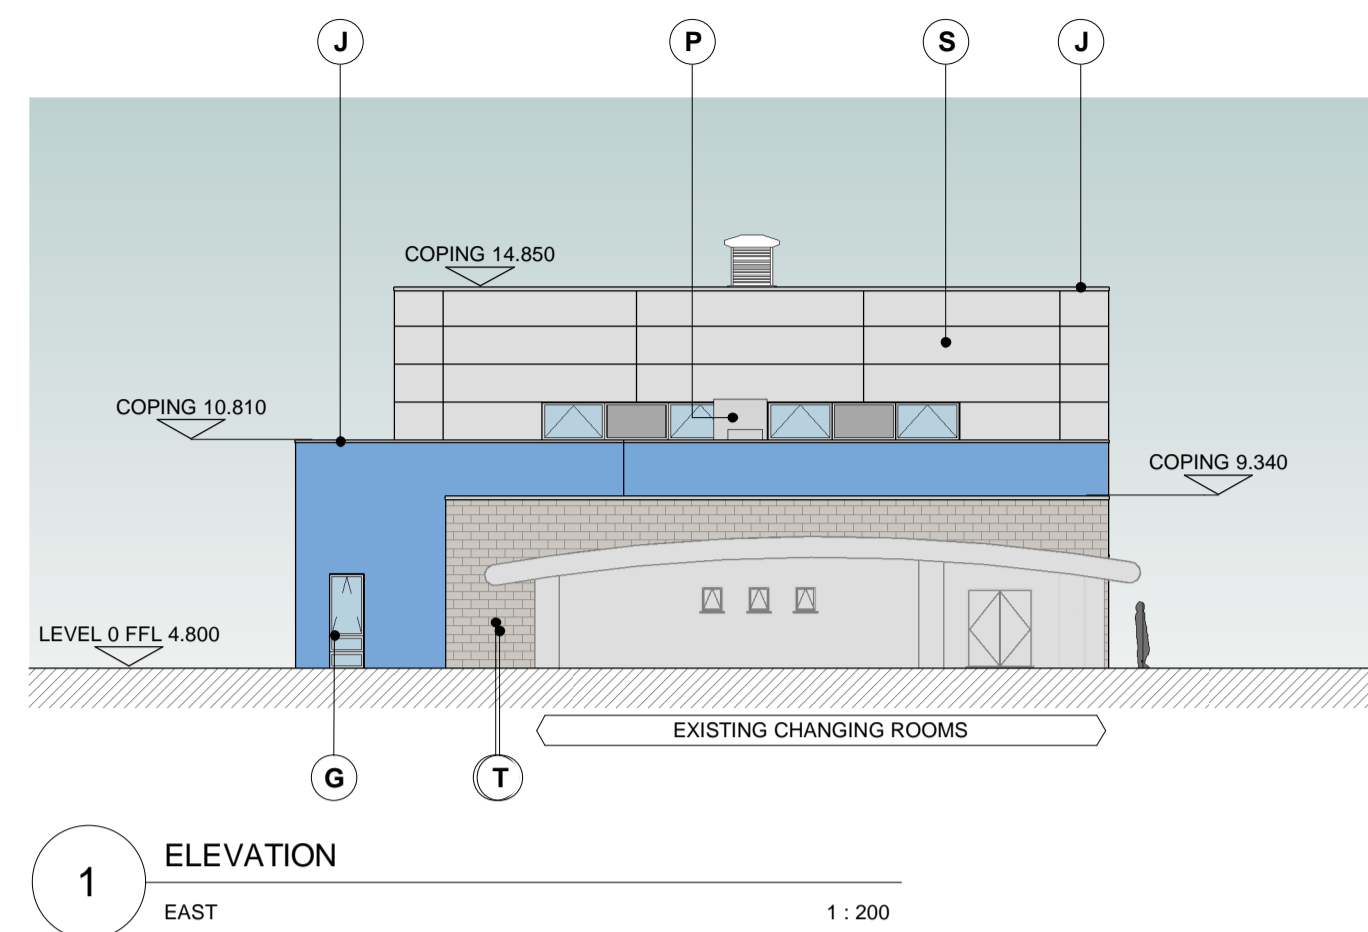 J P S J
COPING 14.850
COPING 10.810
COPING 9.340
LEVEL 0 FFL 4.800
EXISTING CHANGING ROOMS
G T
ELEVATION
1
EAST 1 : 200